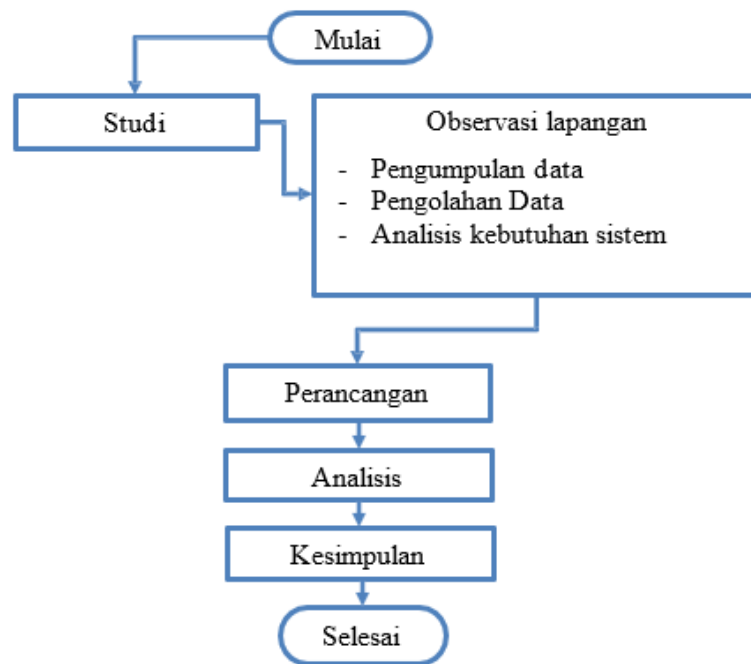 Mulai
Studi
Observasi lapangan
- Pengumpulan data
- Pengolahan Data
- Analisis kebutuhan sistem
Perancangan
Analisis
Kesimpulan
Selesai